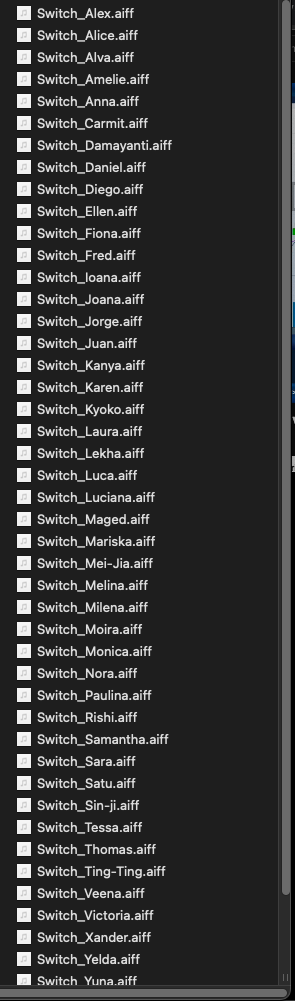 Switch_Alex.aiff
Switch_Alice.aiff
Switch_Alva.aiff
Switch_Amelie.aiff
Switch_Anna.aiff
Switch_Carmit.aiff
Switch_Damayanti.aiff
Switch_Daniel.aiff
Switch_Diego.aiff
Switch_Ellen.aiff
Switch_Fiona.aiff
Switch_Fred.aiff
Switch_Ioana.aiff
Switch_Joana.aiff
Switch_Jorge.aiff
Switch_Juan.aiff
Switch_Kanya.aiff
Switch_Karen.aiff
Switch_Kyoko.aiff
Switch_Laura.aiff
Switch_Lekha.aiff
Switch_Luca.aiff
Switch_Luciana.aiff
Switch_Maged.aiff
Switch_Mariska.aiff
Switch_Mei-Jia.aiff
Switch_Melina.aiff
Switch_Milena.aiff
Switch_Moira.aiff
Switch_Monica.aiff
Switch_Nora.aiff
Switch_Paulina.aiff
Switch_Rishi.aiff
Switch_Samantha.aiff
Switch_Sara.aiff
Switch_Satu.aiff
Switch_Sin-ji.aiff
Switch_Tessa.aiff
Switch_Thomas.aiff
Switch_Ting-Ting.aiff
Switch_Veena.aiff
Switch_Victoria.aiff
Switch_Xander.aiff
Switch_Yelda.aiff
Switch_Yuna.aiff